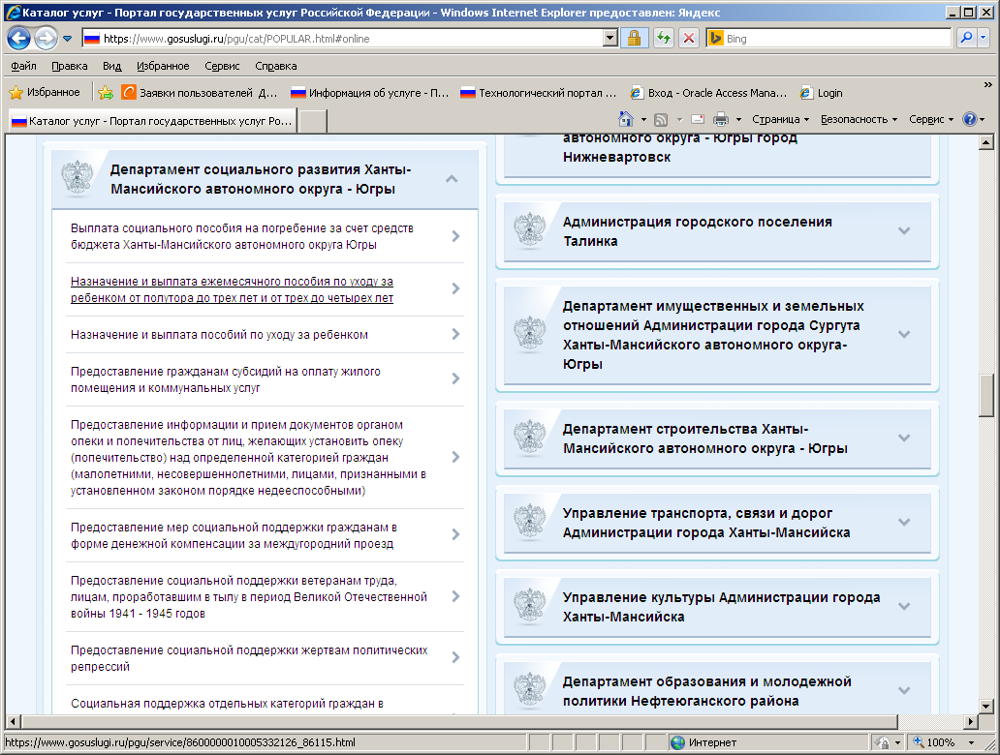 Каталог услуг - Портал государственных услуг Российской Федерации - Windows Internet Explorer предоставлен: Яндекс
https://www.gosuslugi.ru/pgu/cat/POPULAR.html#online
Bing
Файл Правка Вид Избранное Сервис Справка
Избранное Заявки пользователей Д... Информация об услуге - П... Технологический портал ... Вход - Oracle Access Mana... Login
Каталог услуг - Портал государственных услуг Ро...
Страница Безопасность Сервис
Департамент социального развития Ханты-
Мансийского автономного округа - Югры
Выплата социального пособия на погребение за счет средств
бюджета Ханты-Мансийского автономного округа Югры
Назначение и выплата ежемесячного пособия по уходу за
ребенком от полутора до трех лет и от трех до четырех лет
Назначение и выплата пособий по уходу за ребенком
Предоставление гражданам субсидий на оплату жилого
помещения и коммунальных услуг
Предоставление информации и прием документов органом
опеки и попечительства от лиц, желающих установить опеку
(попечительство) над определенной категорией граждан
(малолетними, несовершеннолетними, лицами, признанными в
установленном законом порядке недееспособными)
Предоставление мер социальной поддержки гражданам в
форме денежной компенсации за междугородний проезд
Предоставление социальной поддержки ветеранам труда,
лицам, проработавшим в тылу в период Великой Отечественной
войны 1941 - 1945 годов
Предоставление социальной поддержки жертвам политических
репрессий
Социальная поддержка отдельных категорий граждан в
автономного округа - Югры город
Нижневартовск
Администрация городского поселения
Талинка
Департамент имущественных и земельных
отношений Администрации города Сургута
Ханты-Мансийского автономного округа-
Югры
Департамент строительства Ханты-
Мансийского автономного округа - Югры
Управление транспорта, связи и дорог
Администрации города Ханты-Мансийска
Управление культуры Администрации города
Ханты-Мансийска
Департамент образования и молодежной
политики Нефтеюганского района
https://www.gosuslugi.ru/pgu/service/8600000010005332126_86115.html
Интернет
100%